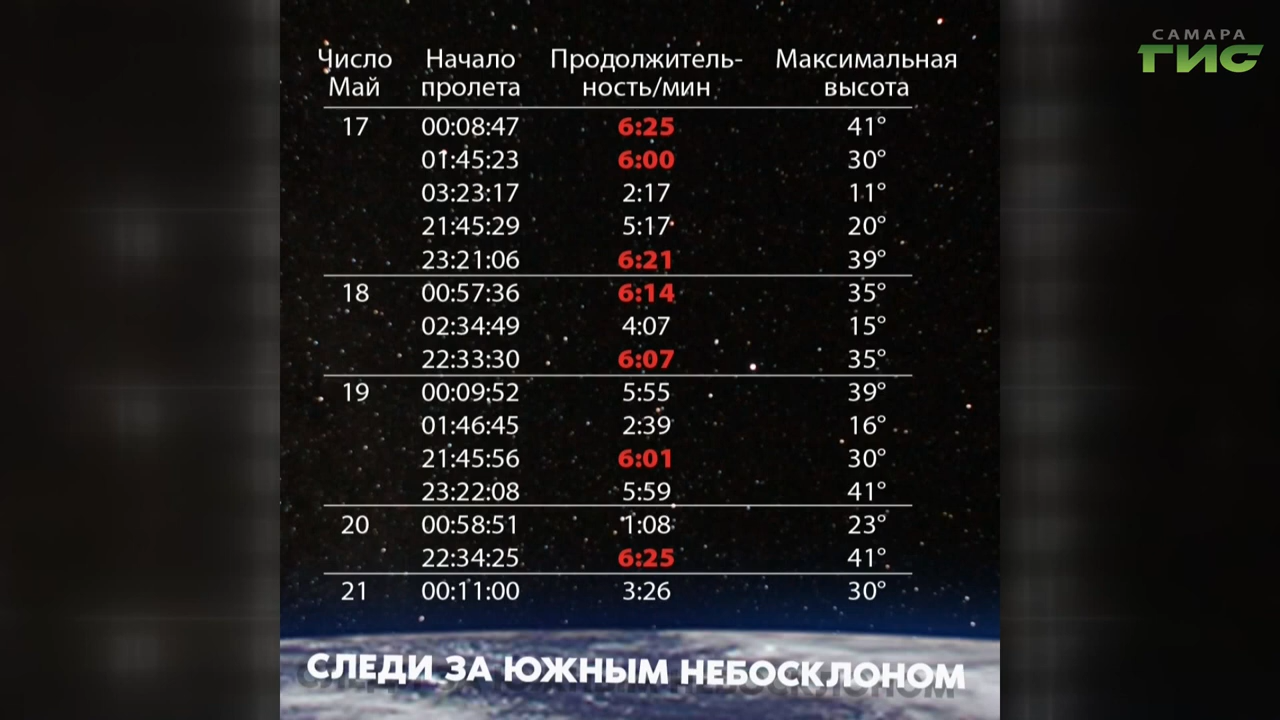 САМАРА
ГИС
Число Начало Продолжитель- Максимальная
Май пролета ность/мин высота
17 00:08:47 6:25 41°
01:45:23 6:00 30°
03:23:17 2:17 11°
21:45:29 5:17 20°
23:21:06 6:21 39°
18 00:57:36 6:14 35°
02:34:49 4:07 15°
22:33:30 6:07 35°
19 00:09:52 5:55 39°
01:46:45 2:39 16°
21:45:56 6:01 30°
23:22:08 5:59 41°
20 00:58:51 1:08 23°
22:34:25 6:25 41°
21 00:11:00 3:26 30°
СЛЕДИ ЗА ЮЖНЫМ НЕБОСКЛОНОМ